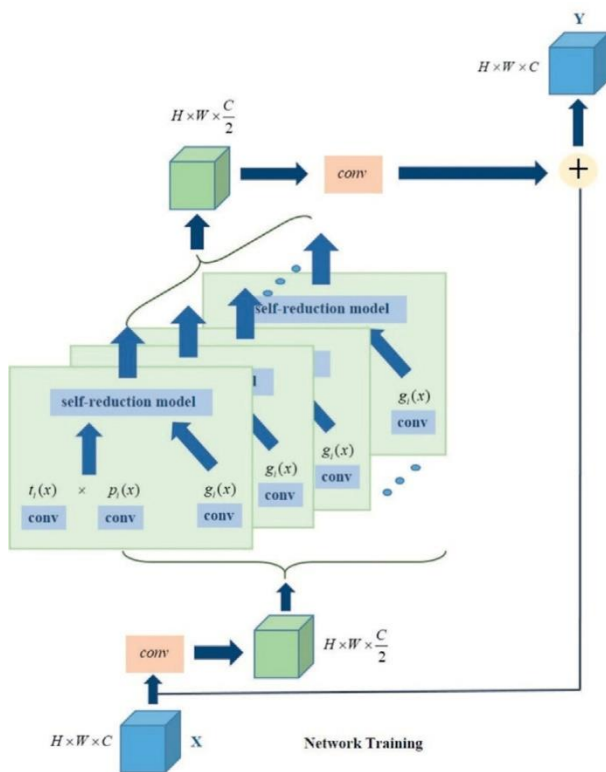 Y
H×W×C
H×W×C/2
conv
+
self-reduction model
g_i(x)
conv
self-reduction model
t_i(x) × p_i(x) g_i(x) g_i(x) g_i(x)
conv conv conv conv conv
conv
H×W×C/2
H×W×C X
Network Training